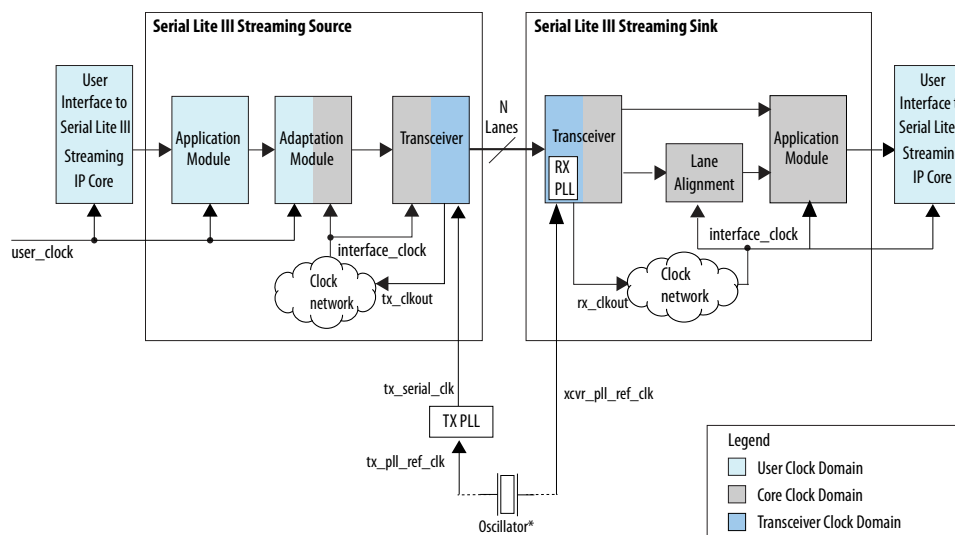 Serial Lite III Streaming Source
Serial Lite III Streaming Sink
User
Interface to
Serial Lite III
Streaming
IP Core
Application
Module
Adaptation
Module
Transceiver
N
Lanes
Transceiver
RX
PLL
Lane
Alignment
Application
Module
User
Interface t
Serial Lite
Streaming
IP Core
user_clock
interface_clock
Clock
network
tx_clkout
interface_clock
Clock
network
rx_clkout
tx_serial_clk
xcvr_pll_ref_clk
TX PLL
tx_pll_ref_clk
Oscillator*
Legend
User Clock Domain
Core Clock Domain
Transceiver Clock Domain